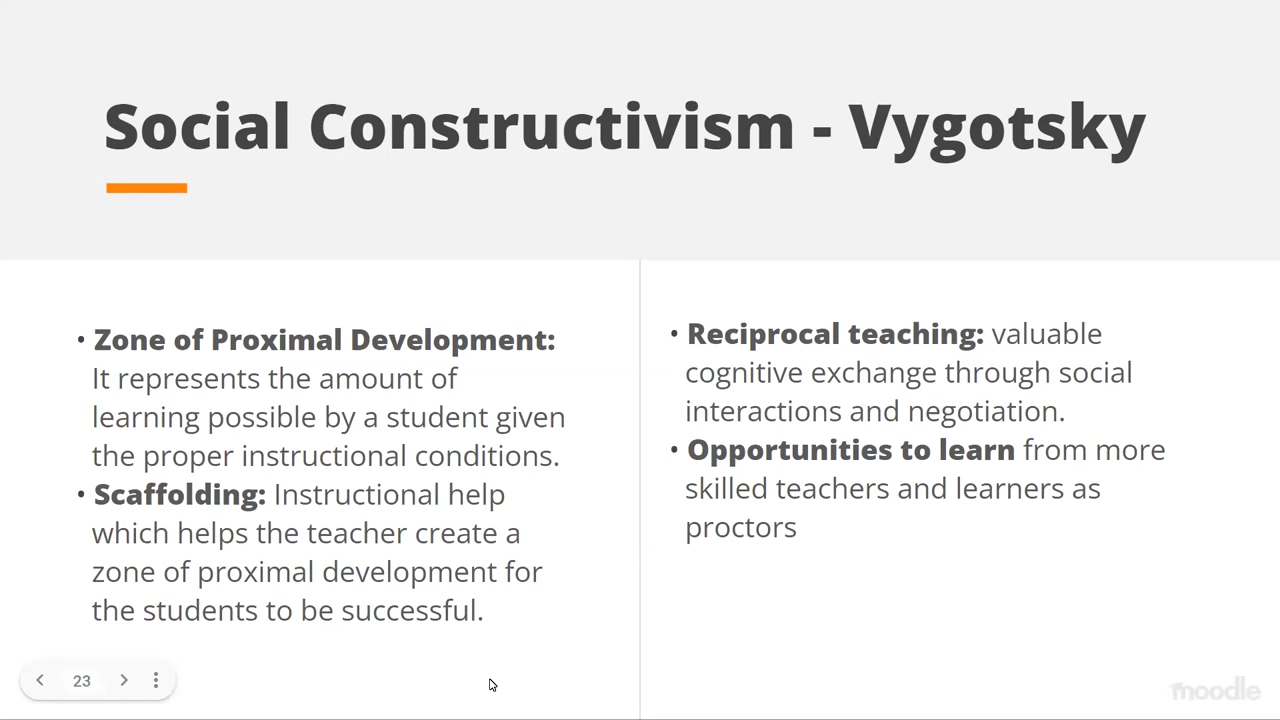 Social Constructivism - Vygotsky
• Zone of Proximal Development:
It represents the amount of
learning possible by a student given
the proper instructional conditions.
• Scaffolding: Instructional help
which helps the teacher create a
zone of proximal development for
the students to be successful.
• Reciprocal teaching: valuable
cognitive exchange through social
interactions and negotiation.
• Opportunities to learn from more
skilled teachers and learners as
proctors
23
moodle